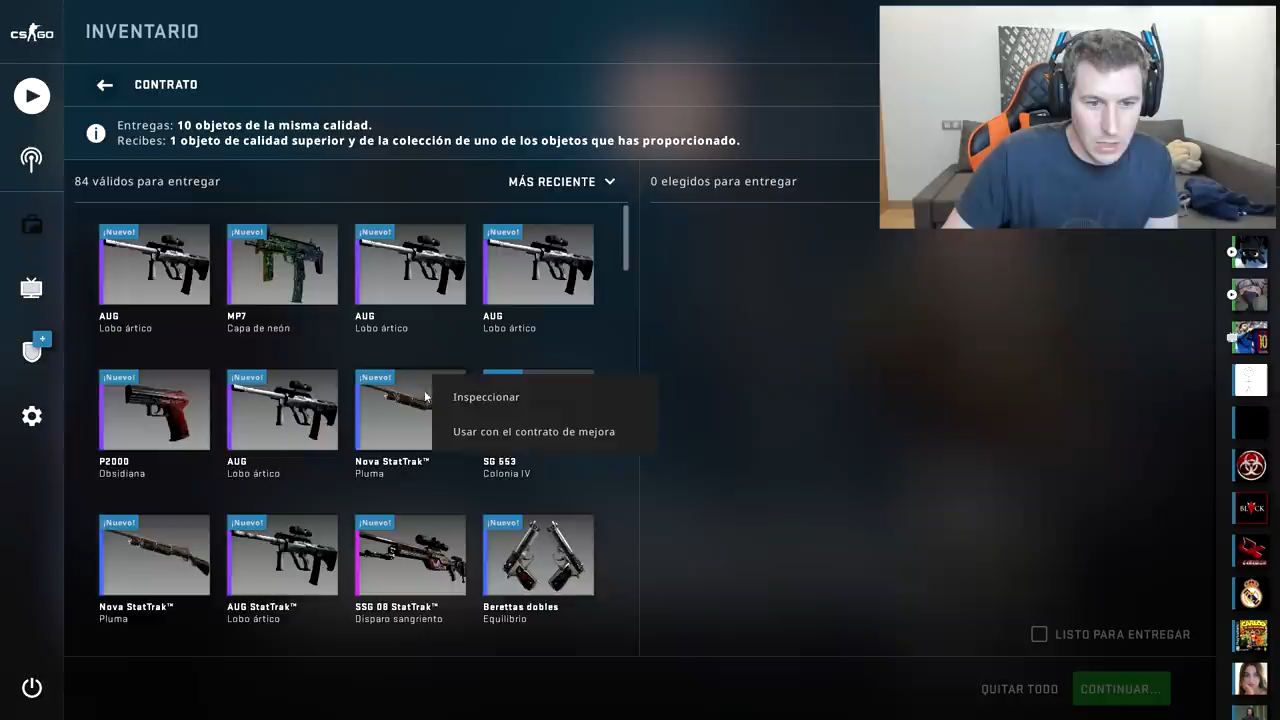 CS GO
INVENTARIO
CONTRATO
Entregas: 10 objetos de la misma calidad.
Recibes: 1 objeto de calidad superior y de la colección de uno de los objetos que has proporcionado.
84 válidos para entregar
MÁS RECIENTE
0 elegidos para entregar
¡Nuevo! ¡Nuevo! ¡Nuevo! ¡Nuevo!
AUG MP7 AUG AUG
Lobo ártico Capa de neón Lobo ártico Lobo ártico
¡Nuevo! ¡Nuevo! ¡Nuevo!
Inspeccionar
Usar con el contrato de mejora
P2000 AUG Nova StatTrak™ SG 553
Obsidiana Lobo ártico Pluma Colonia IV
¡Nuevo! ¡Nuevo! ¡Nuevo! ¡Nuevo!
Nova StatTrak™ AUG StatTrak™ SSG 08 StatTrak™ Berettas dobles
Pluma Lobo ártico Disparo sangriento Equilibrio
LISTO PARA ENTREGAR
QUITAR TODO
CONTINUAR...
10